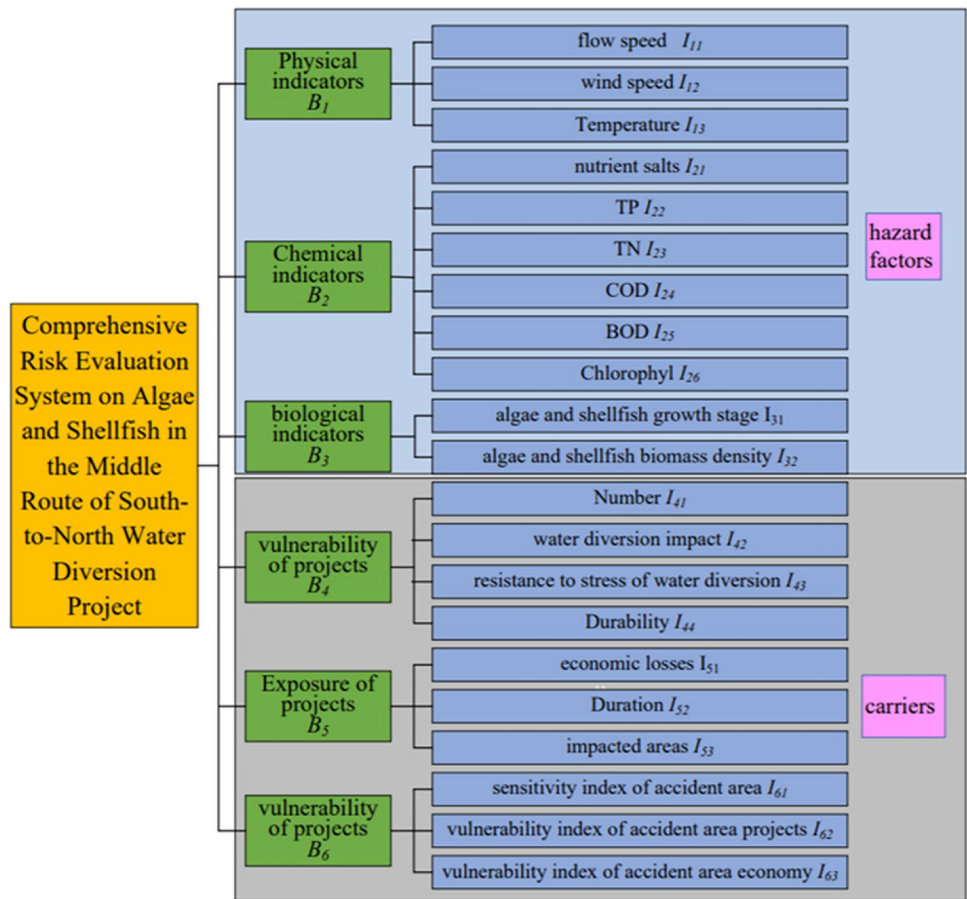 Comprehensive
Risk Evaluation
System on Algae
and Shellfish in
the Middle
Route of South-
to-North Water
Diversion
Project
Physical
indicators
B1
flow speed I11
wind speed I12
Temperature I13
Chemical
indicators
B2
nutrient salts I21
TP I22
TN I23
COD I24
BOD I25
Chlorophyl I26
biological
indicators
B3
algae and shellfish growth stage I31
algae and shellfish biomass density I32
hazard
factors
vulnerability
of projects
B4
Number I41
water diversion impact I42
resistance to stress of water diversion I43
Durability I44
Exposure of
projects
B5
economic losses I51
Duration I52
impacted areas I53
vulnerability
of projects
B6
sensitivity index of accident area I61
vulnerability index of accident area projects I62
vulnerability index of accident area economy I63
carriers